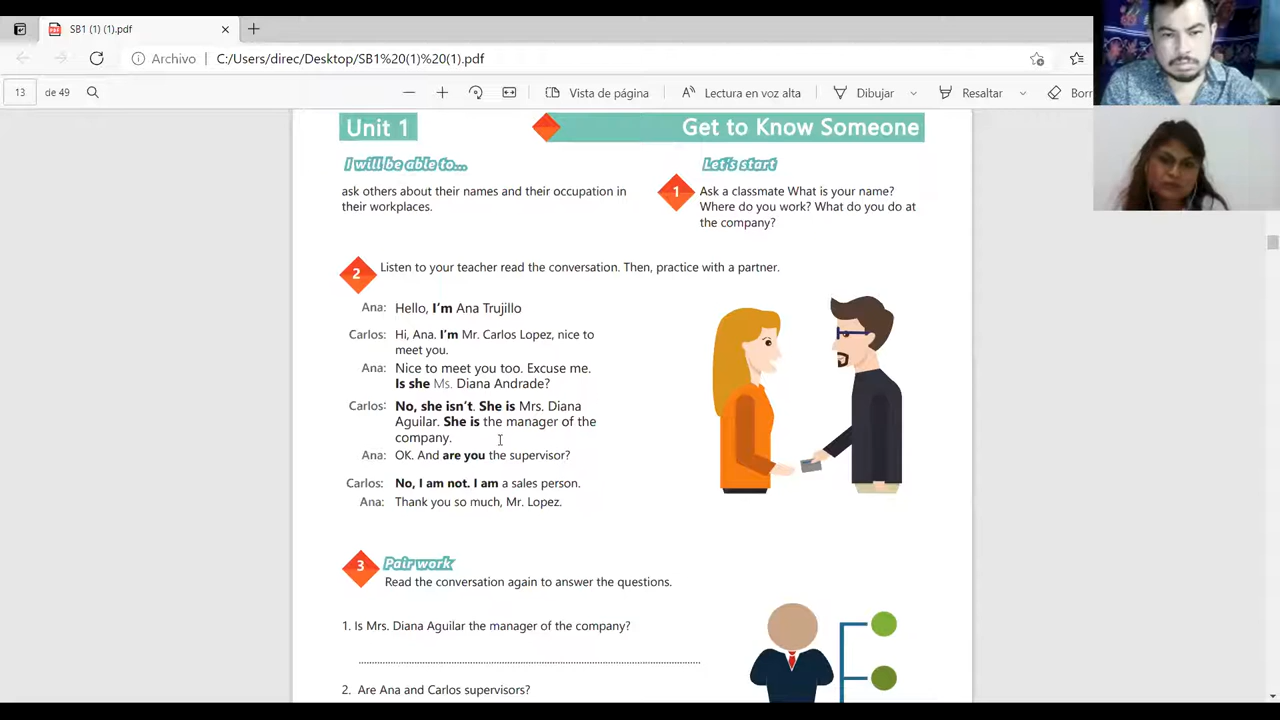 SB1 (1) (1).pdf
Archivo
C:/Users/direc/Desktop/SB1%20(1)%20(1).pdf
13
de 49
Vista de página
Lectura en voz alta
Dibujar
Resaltar
Unit 1
Get to Know Someone
I will be able to...
ask others about their names and their occupation in
their workplaces.
Let's start
1
Ask a classmate What is your name?
Where do you work? What do you do at
the company?
2
Listen to your teacher read the conversation. Then, practice with a partner.
Ana: Hello, I'm Ana Trujillo
Carlos: Hi, Ana. I'm Mr. Carlos Lopez, nice to
meet you.
Ana: Nice to meet you too. Excuse me.
Is she Ms. Diana Andrade?
Carlos: No, she isn't. She is Mrs. Diana
Aguilar. She is the manager of the
company.
Ana: OK. And are you the supervisor?
Carlos: No, I am not. I am a sales person.
Ana: Thank you so much, Mr. Lopez.
3
Pair work
Read the conversation again to answer the questions.
1. Is Mrs. Diana Aguilar the manager of the company?
2. Are Ana and Carlos supervisors?